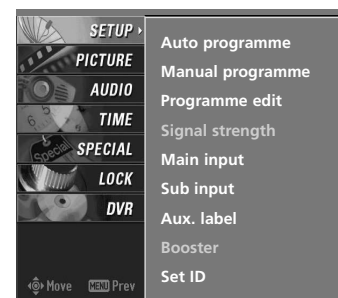 SETUP
PICTURE
AUDIO
TIME
SPECIAL
LOCK
DVR
Move MENU Prev
Auto programme
Manual programme
Programme edit
Signal strength
Main input
Sub input
Aux. label
Booster
Set ID